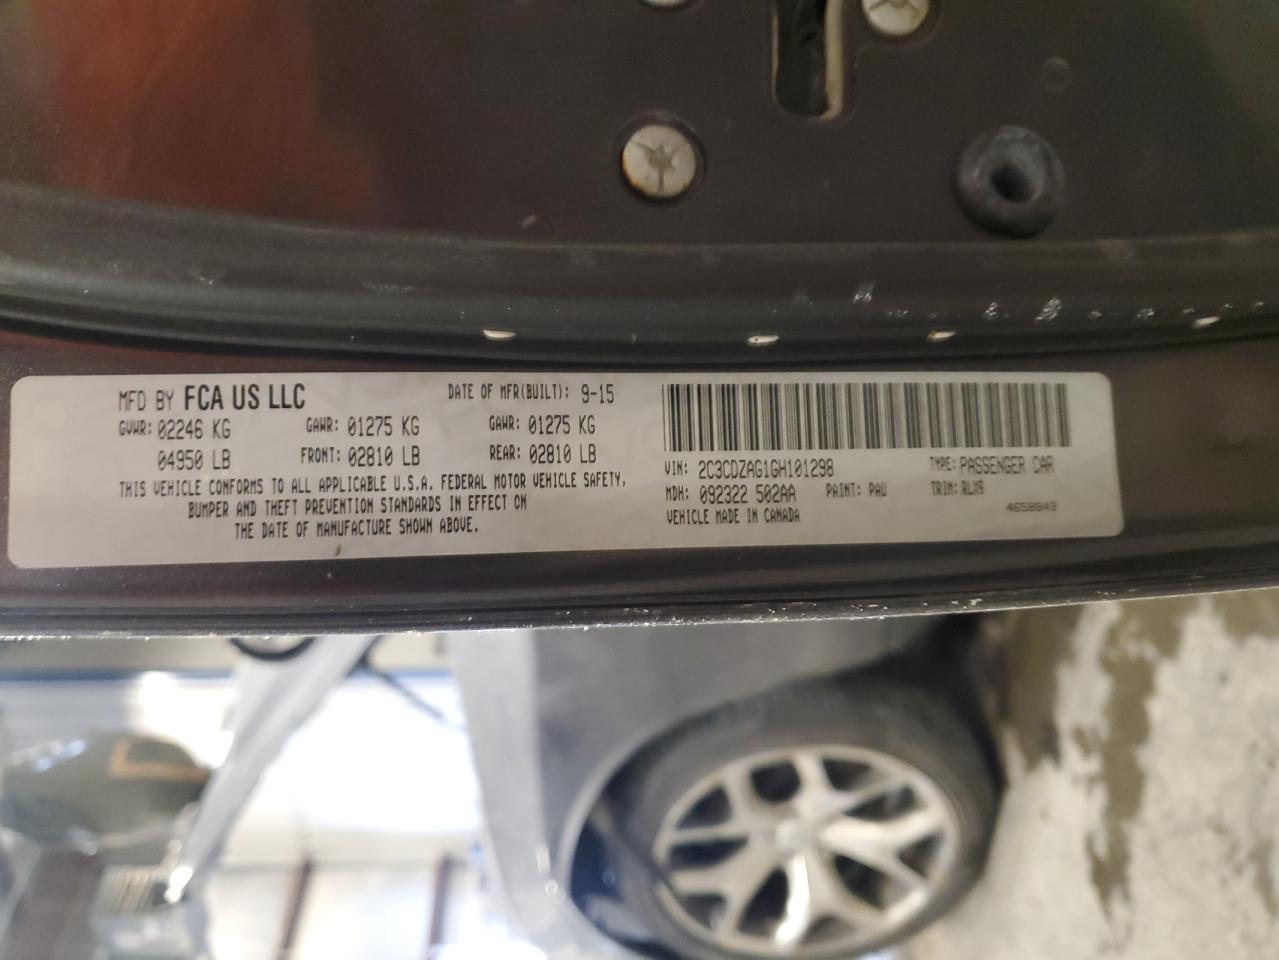 MFD BY FCA US LLC DATE OF MFR(BUILT): 9-15
GVWR: 02246 KG GAWR: 01275 KG GAWR: 01275 KG
04950 LB FRONT: 02810 LB REAR: 02810 LB
THIS VEHICLE CONFORMS TO ALL APPLICABLE U.S.A. FEDERAL MOTOR VEHICLE SAFETY,
BUMPER AND THEFT PREVENTION STANDARDS IN EFFECT ON
THE DATE OF MANUFACTURE SHOWN ABOVE.
VIN: 2C3CDZAG1GH101298 TYPE: PASSENGER CAR
MDH: 092322 502AA PAINT: PAU TRIM: RLX9
VEHICLE MADE IN CANADA 4658843